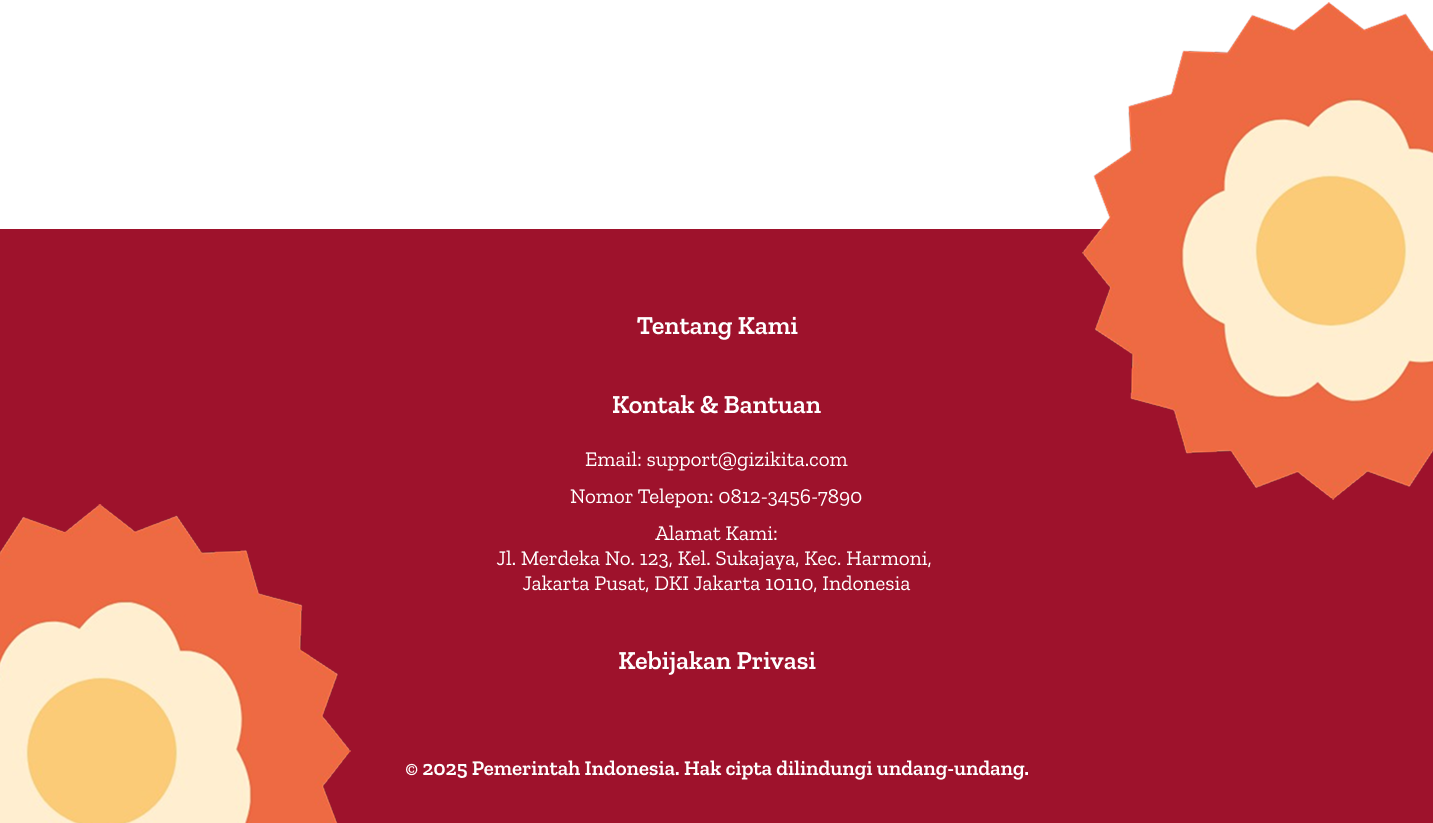 Tentang Kami
Kontak & Bantuan
Email: support@gizikita.com
Nomor Telepon: 0812-3456-7890
Alamat Kami:
Jl. Merdeka No. 123, Kel. Sukajaya, Kec. Harmoni,
Jakarta Pusat, DKI Jakarta 10110, Indonesia
Kebijakan Privasi
© 2025 Pemerintah Indonesia. Hak cipta dilindungi undang-undang.